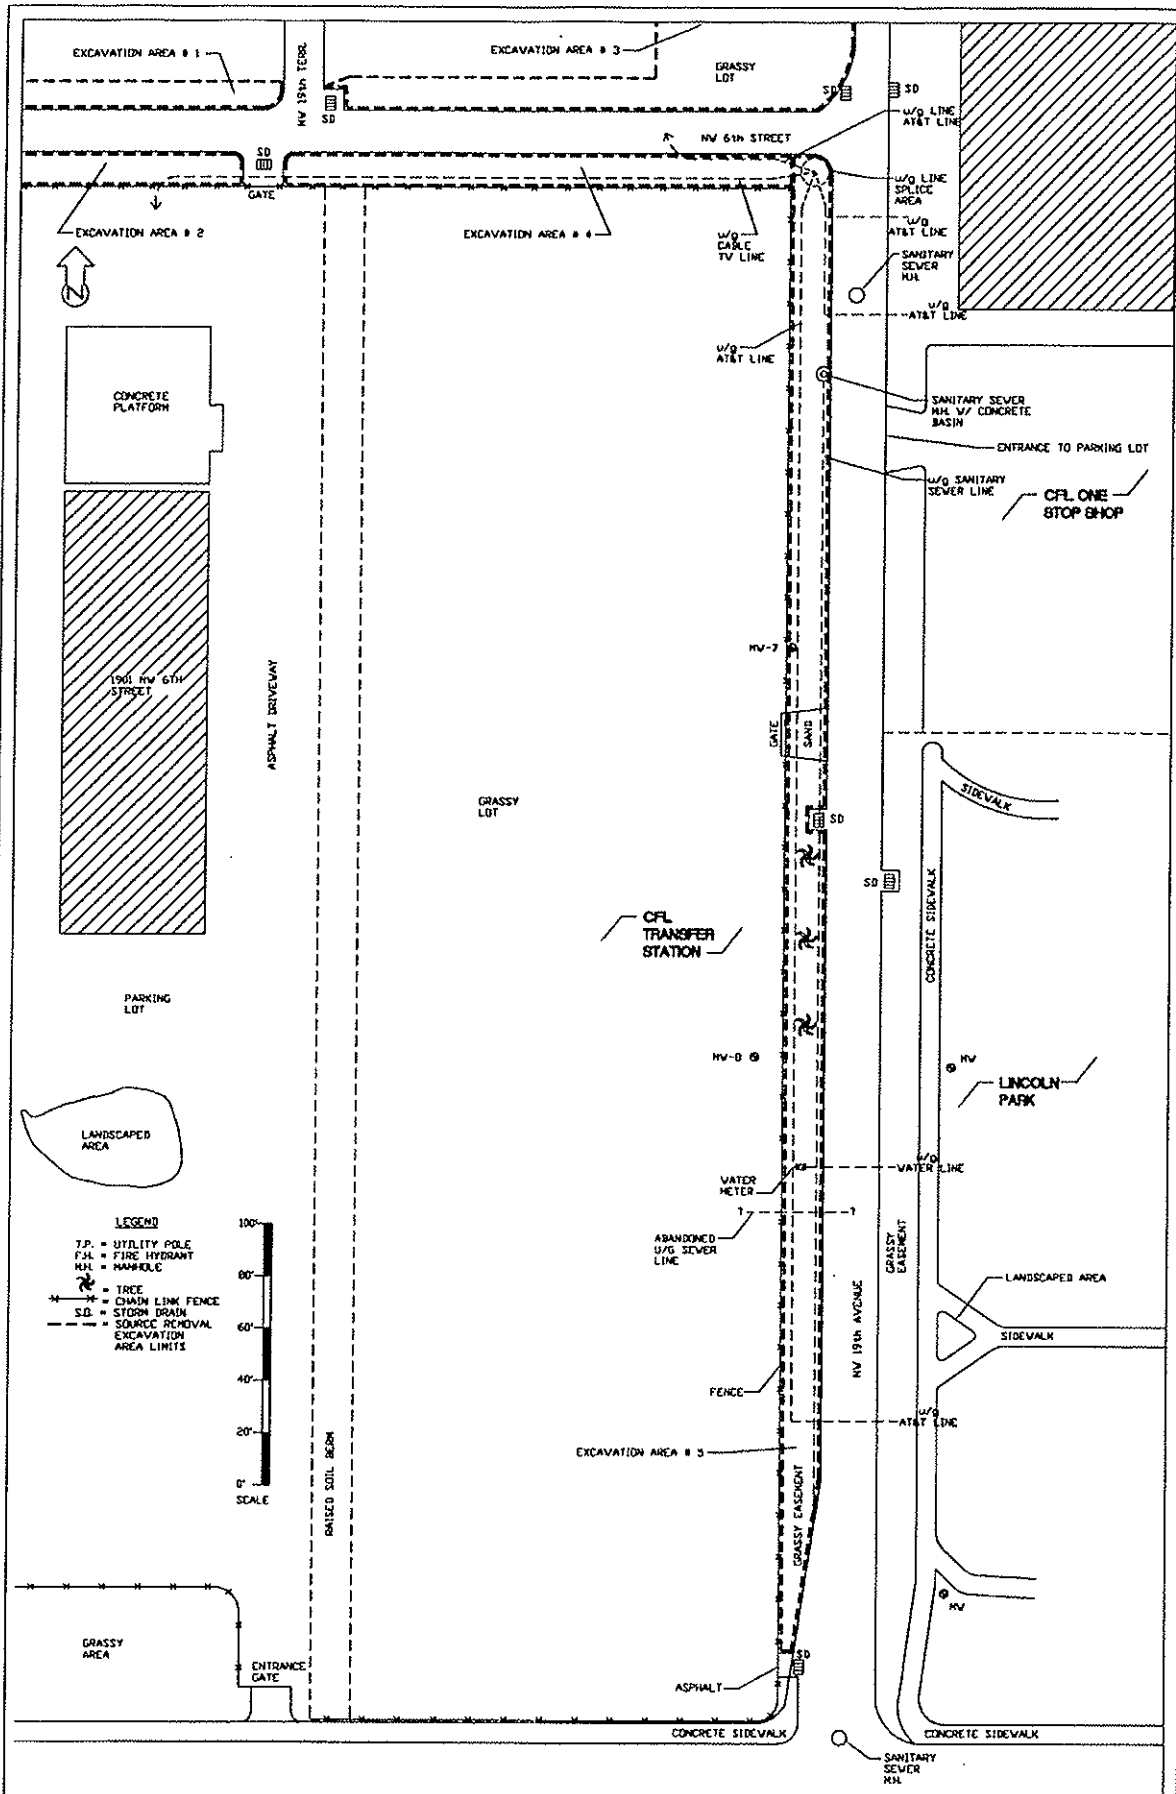 EXCAVATION AREA # 1
NW 19th TERR.
EXCAVATION AREA # 3
GRASSY
LOT
SD
SD
SD
SD
u/g LINE
AT&T LINE
NW 6th STREET
GATE
u/g LINE
SPLICE
AREA
EXCAVATION AREA # 2
EXCAVATION AREA # 4
u/g
CABLE
TV LINE
u/g
AT&T LINE
SANITARY
SEWER
M.H.
N
u/g
AT&T LINE
u/g
AT&T LINE
CONCRETE
PLATFORM
SANITARY SEWER
M.H. W/ CONCRETE
BASIN
ENTRANCE TO PARKING LOT
u/g SANITARY
SEWER LINE
CFL ONE
STOP SHOP
1901 NW 6TH
STREET
ASPHALT DRIVEWAY
MW-7
GATE
SAND
GRASSY
LOT
SIDEWALK
SD
SD
CONCRETE SIDEWALK
CFL
TRANSFER
STATION
PARKING
LOT
MW-8
MW
LINCOLN
PARK
LANDSCAPED
AREA
WATER
METER
u/g
WATER LINE
ABANDONED
U/G SEWER
LINE
?
?
GRASSY
EASEMENT
LEGEND
T.P. = UTILITY POLE
F.H. = FIRE HYDRANT
M.H. = MANHOLE
= TREE
= CHAIN LINK FENCE
S.D. = STORM DRAIN
= SOURCE REMOVAL
EXCAVATION
AREA LIMITS
100'
80'
60'
40'
20'
0'
SCALE
LANDSCAPED AREA
SIDEWALK
NW 19th AVENUE
FENCE
u/g
AT&T LINE
EXCAVATION AREA # 5
RAISED SOIL BERM
GRASSY EASEMENT
MW
GRASSY
AREA
ENTRANCE
GATE
SD
ASPHALT
CONCRETE SIDEWALK
CONCRETE SIDEWALK
SANITARY
SEWER
M.H.